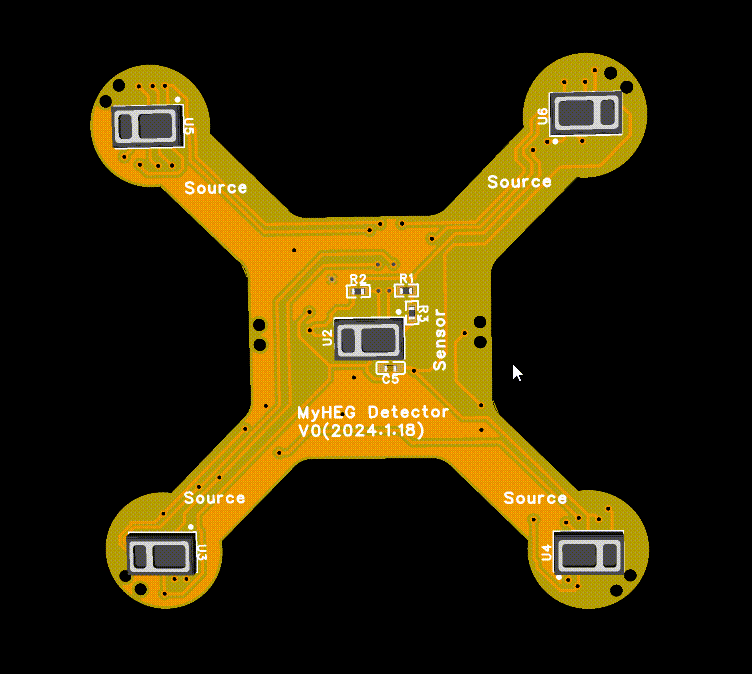 U5
U6
Source
Source
R2
R1
R3
U2
Sensor
C5
MyHEG Detector
V0(2024.1.18)
Source
Source
U3
U4